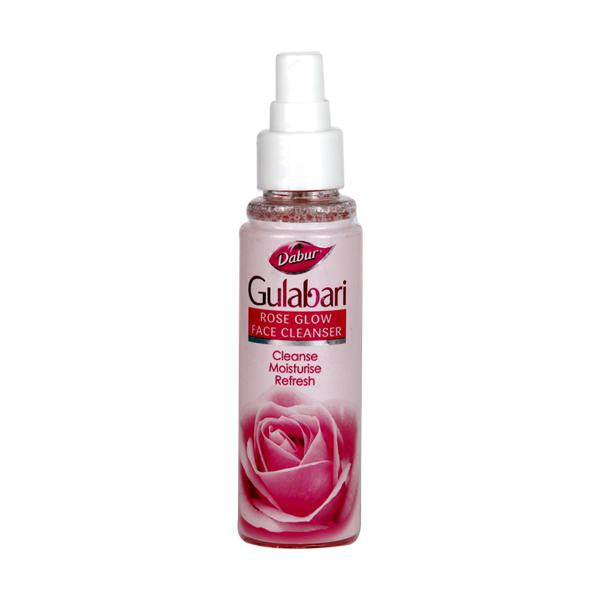 Dabur
Gulabari
ROSE GLOW
FACE CLEANSER
Cleanse
Moisturise
Refresh